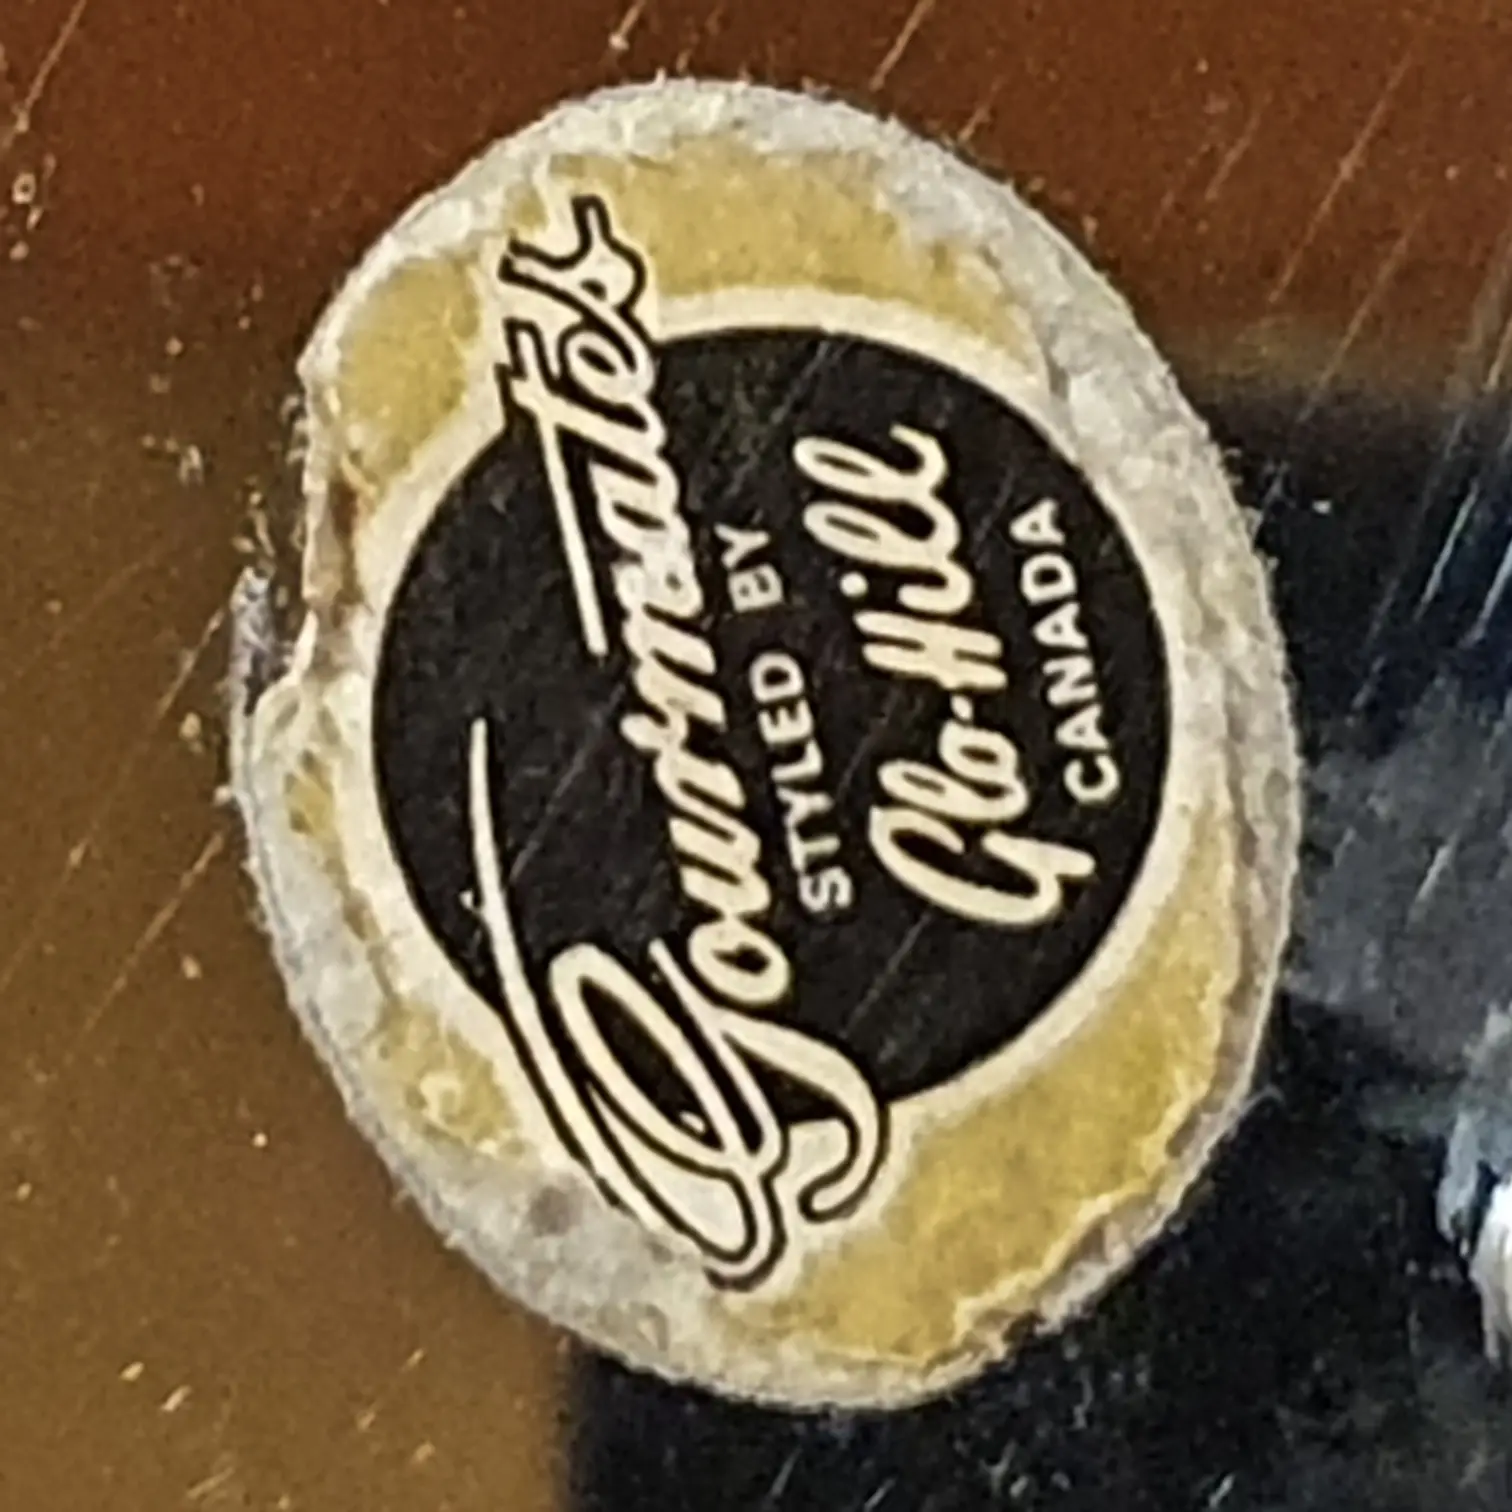 Gourmates
STYLED BY
Glo-Hill
CANADA